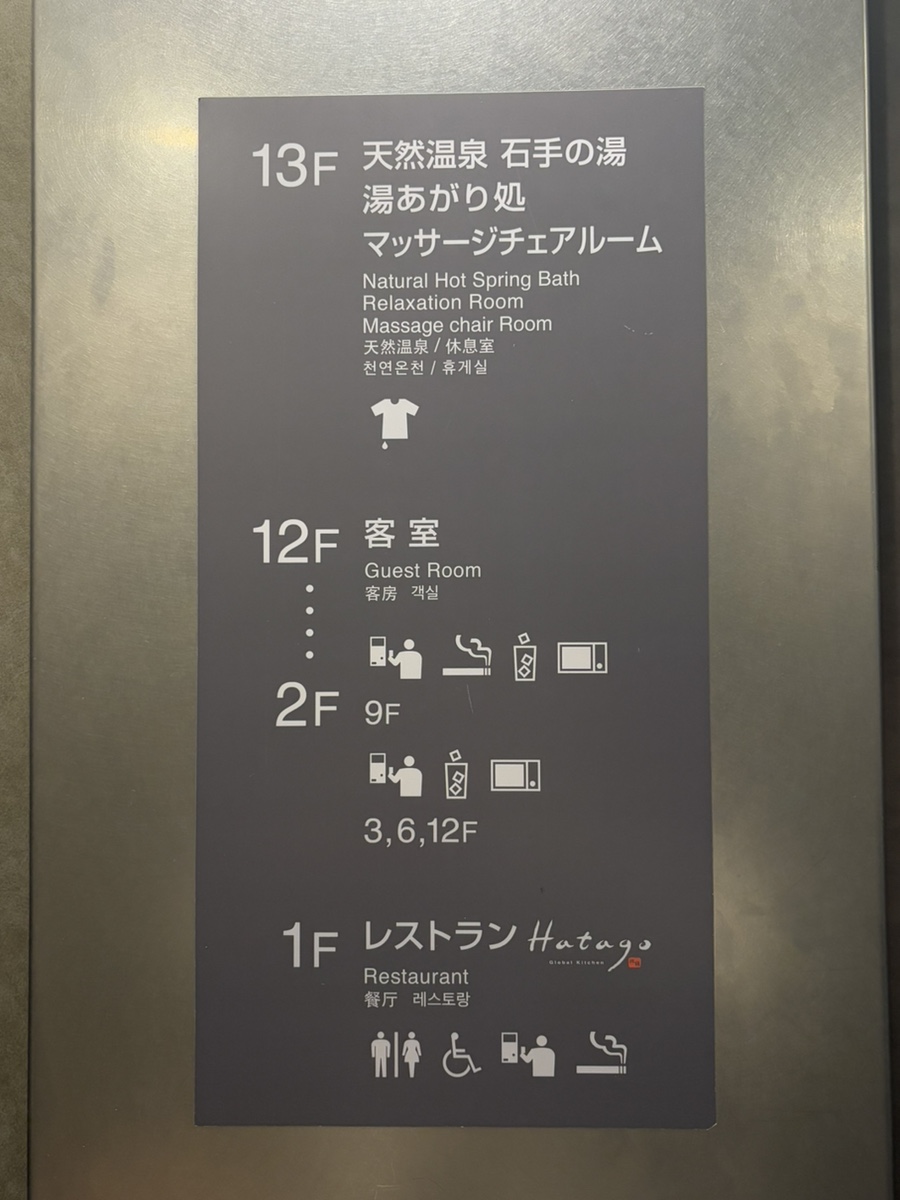 13F 天然温泉 石手の湯
湯あがり処
マッサージチェアルーム
Natural Hot Spring Bath
Relaxation Room
Massage chair Room
天然温泉 / 休息室
천연온천 / 휴게실
12F 客室
Guest Room
客房 객실
2F 9F
3,6,12F
1F レストラン Hatago
Global Kitchen
Restaurant
餐厅 레스토랑